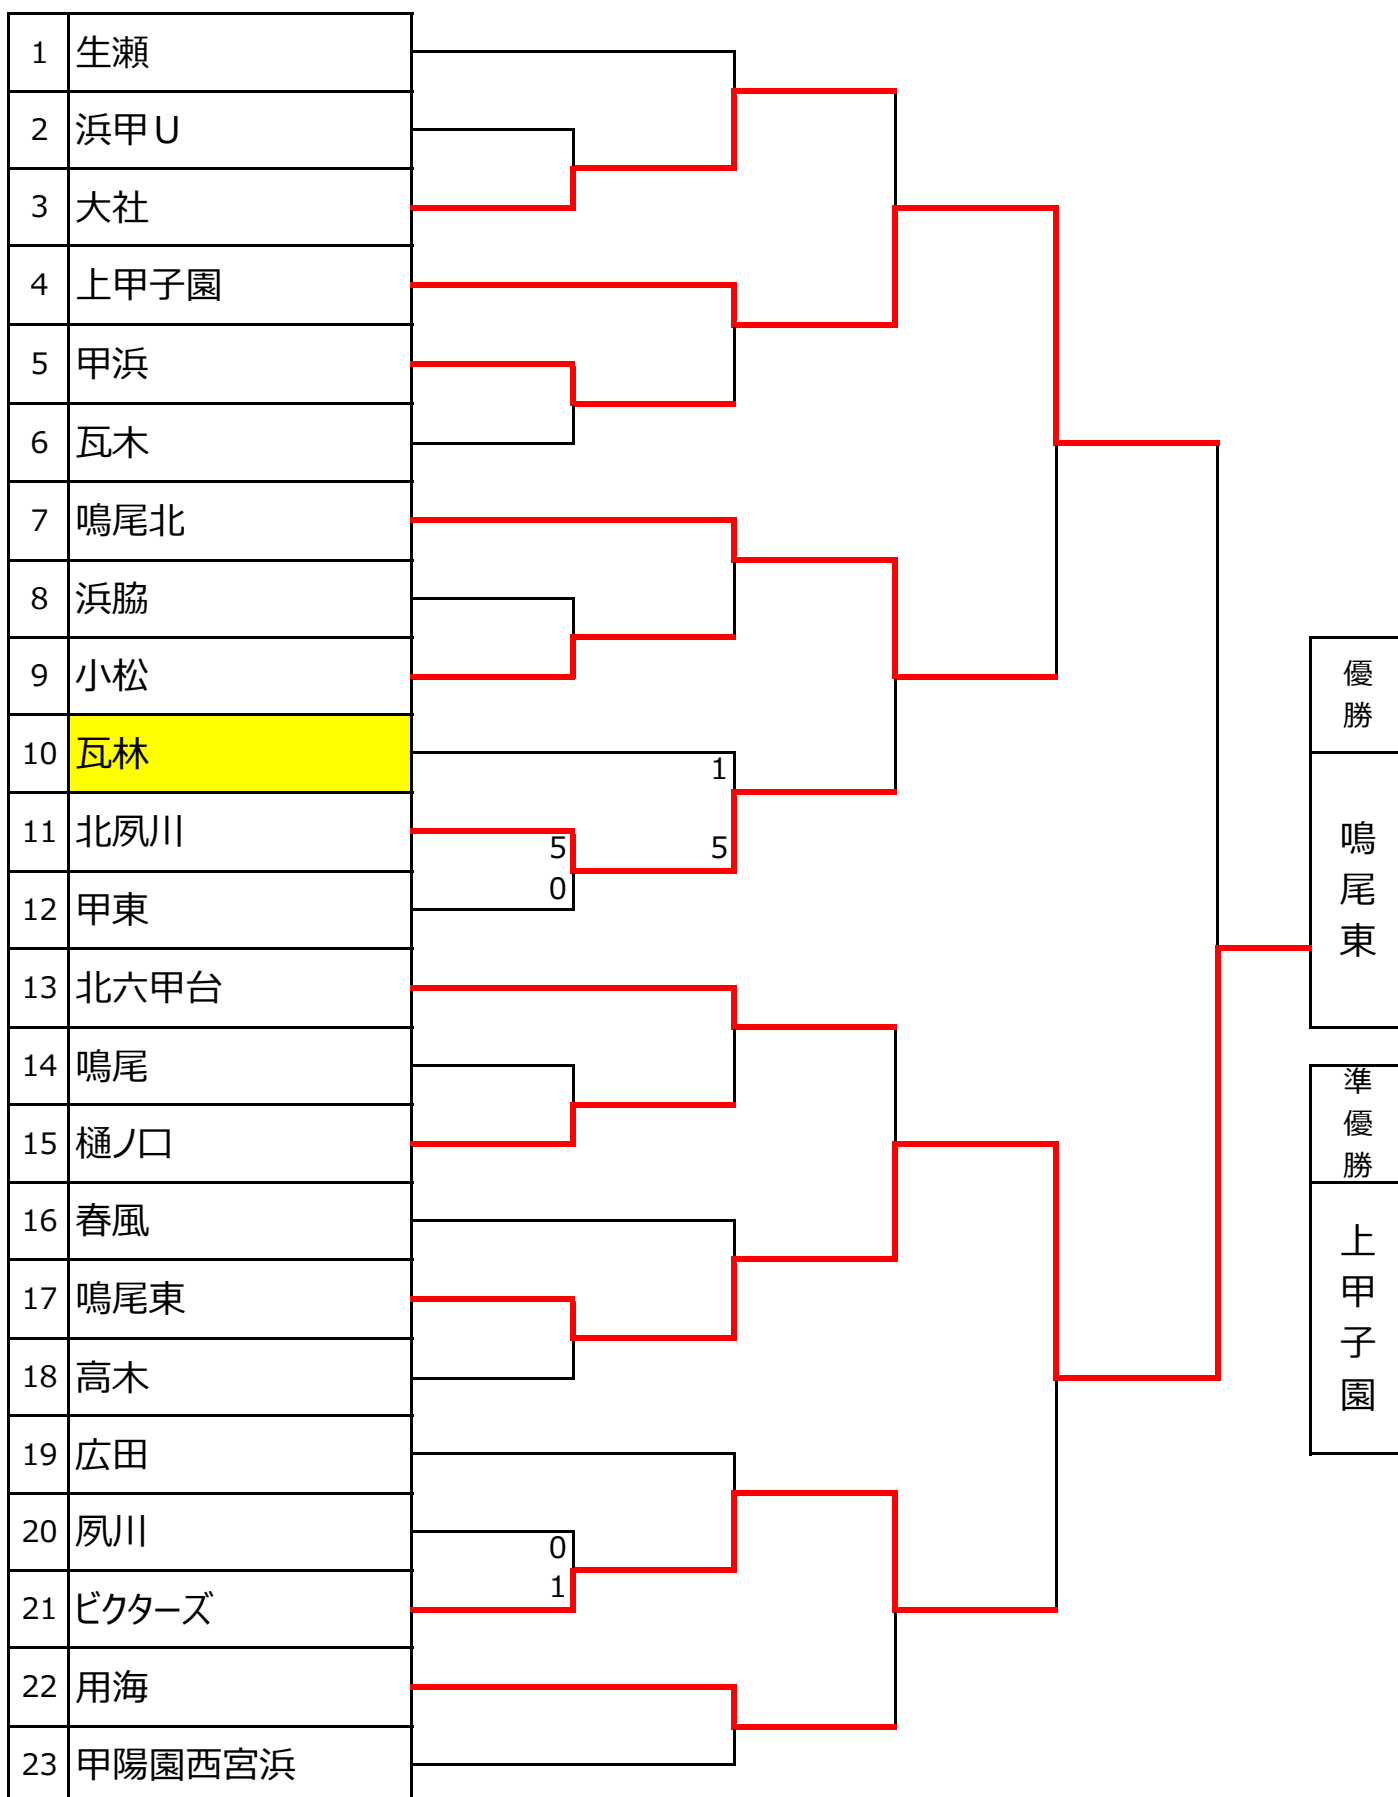 1 生瀬
2 浜甲U
3 大社
4 上甲子園
5 甲浜
6 瓦木
7 鳴尾北
8 浜脇
9 小松
10 瓦林
1
11 北夙川
5
5
12 甲東
0
13 北六甲台
14 鳴尾
15 樋ノ口
16 春風
17 鳴尾東
18 高木
19 広田
20 夙川
0
21 ビクターズ
1
22 用海
23 甲陽園西宮浜
優勝
鳴尾東
準優勝
上甲子園